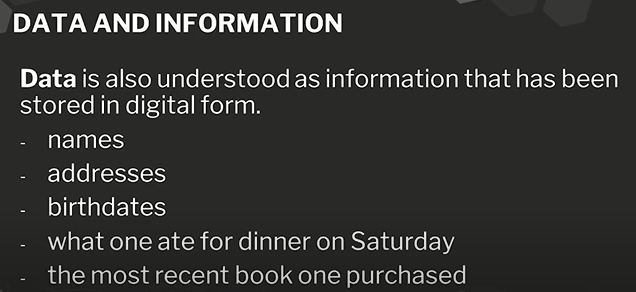 DATA AND INFORMATION
Data is also understood as information that has been
stored in digital form.
- names
- addresses
- birthdates
- what one ate for dinner on Saturday
- the most recent book one purchased